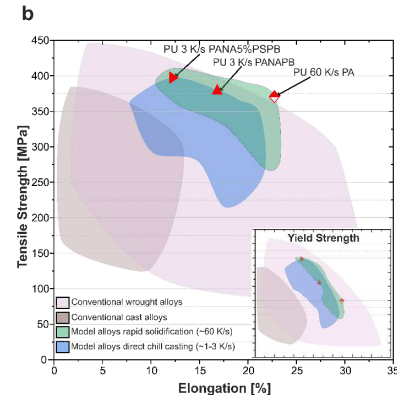 b
PU 3 K/s PANA5%PSPB
PU 3 K/s PANAPB
PU 60 K/s PA
Tensile Strength [MPa]
450
400
350
300
250
200
150
100
50
0
Yield Strength
Conventional wrought alloys
Conventional cast alloys
Model alloys rapid solidification (~60 K/s)
Model alloys direct chill casting (~1-3 K/s)
0 5 10 15 20 25 30 35
Elongation [%]